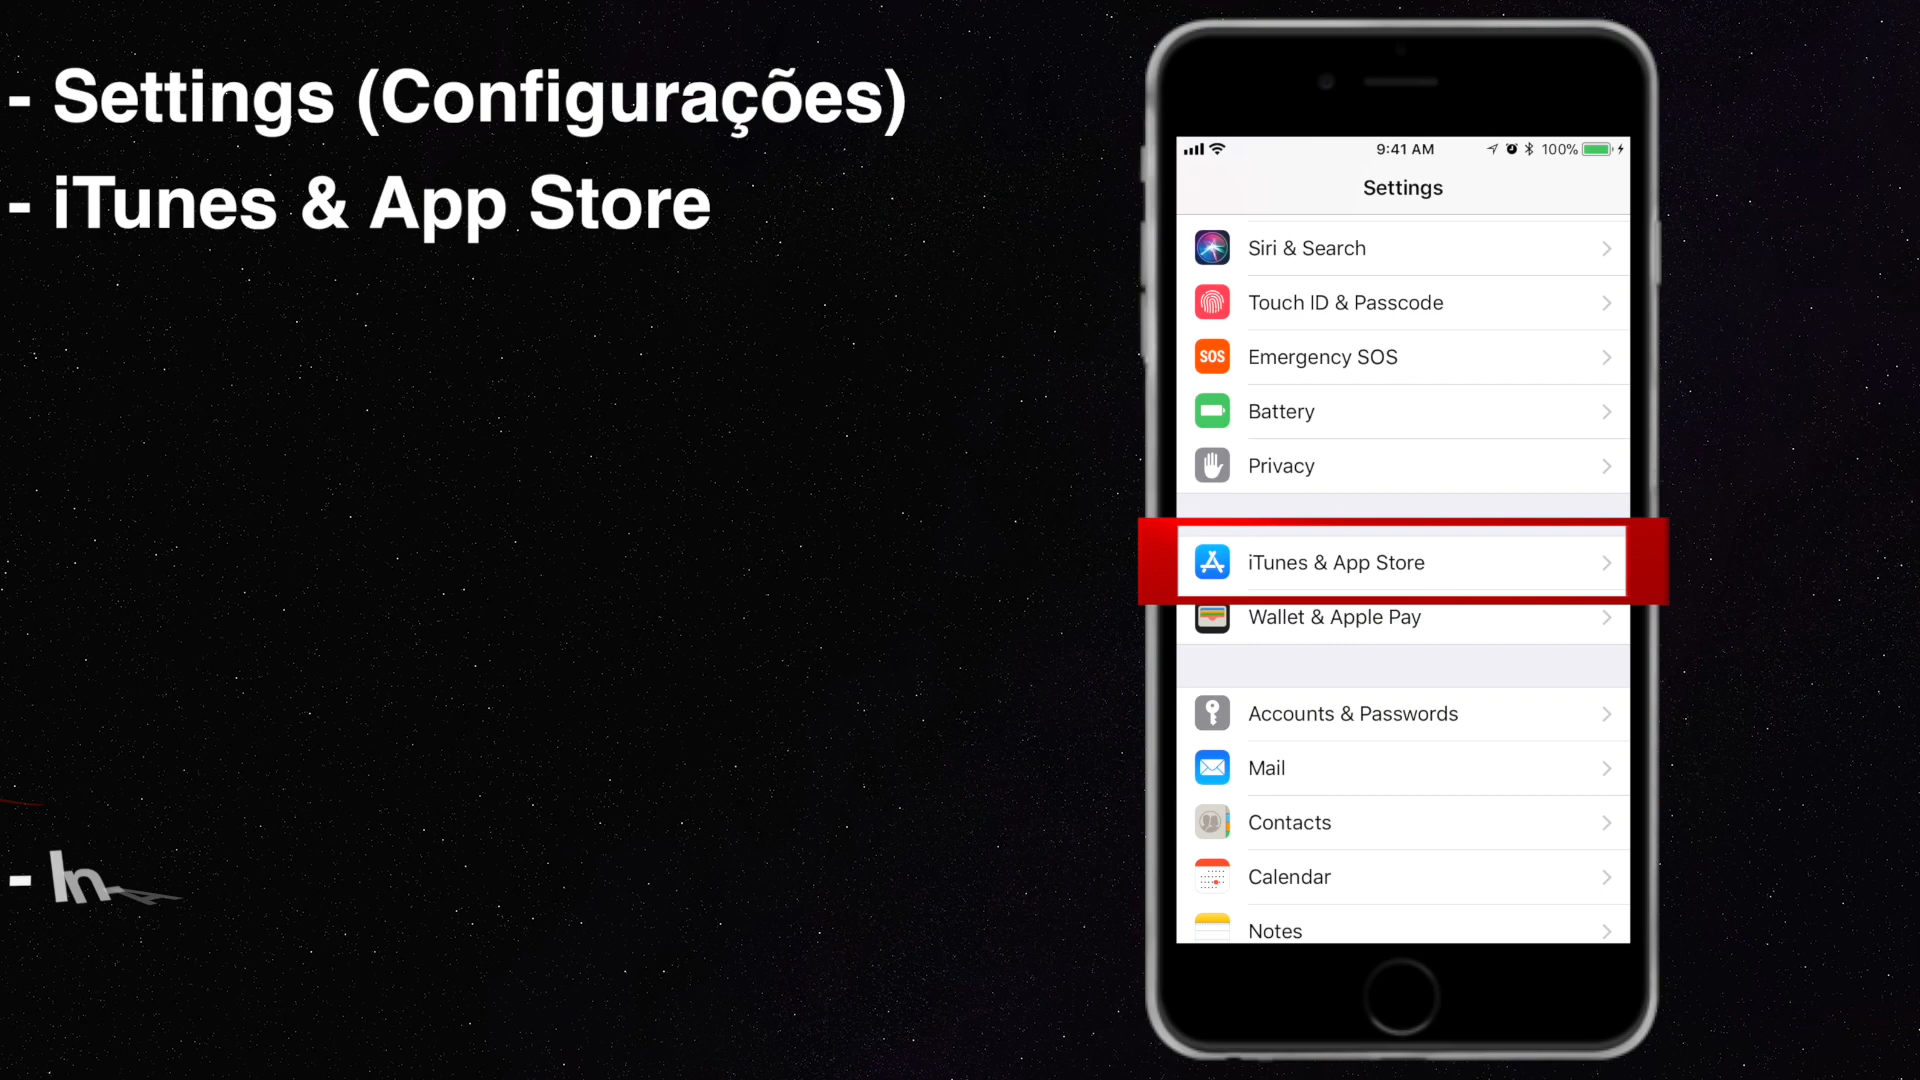 - Settings (Configurações)
- iTunes & App Store
- In
9:41 AM 100%
Settings
Siri & Search
Touch ID & Passcode
SOS Emergency SOS
Battery
Privacy
iTunes & App Store
Wallet & Apple Pay
Accounts & Passwords
Mail
Contacts
Calendar
Notes